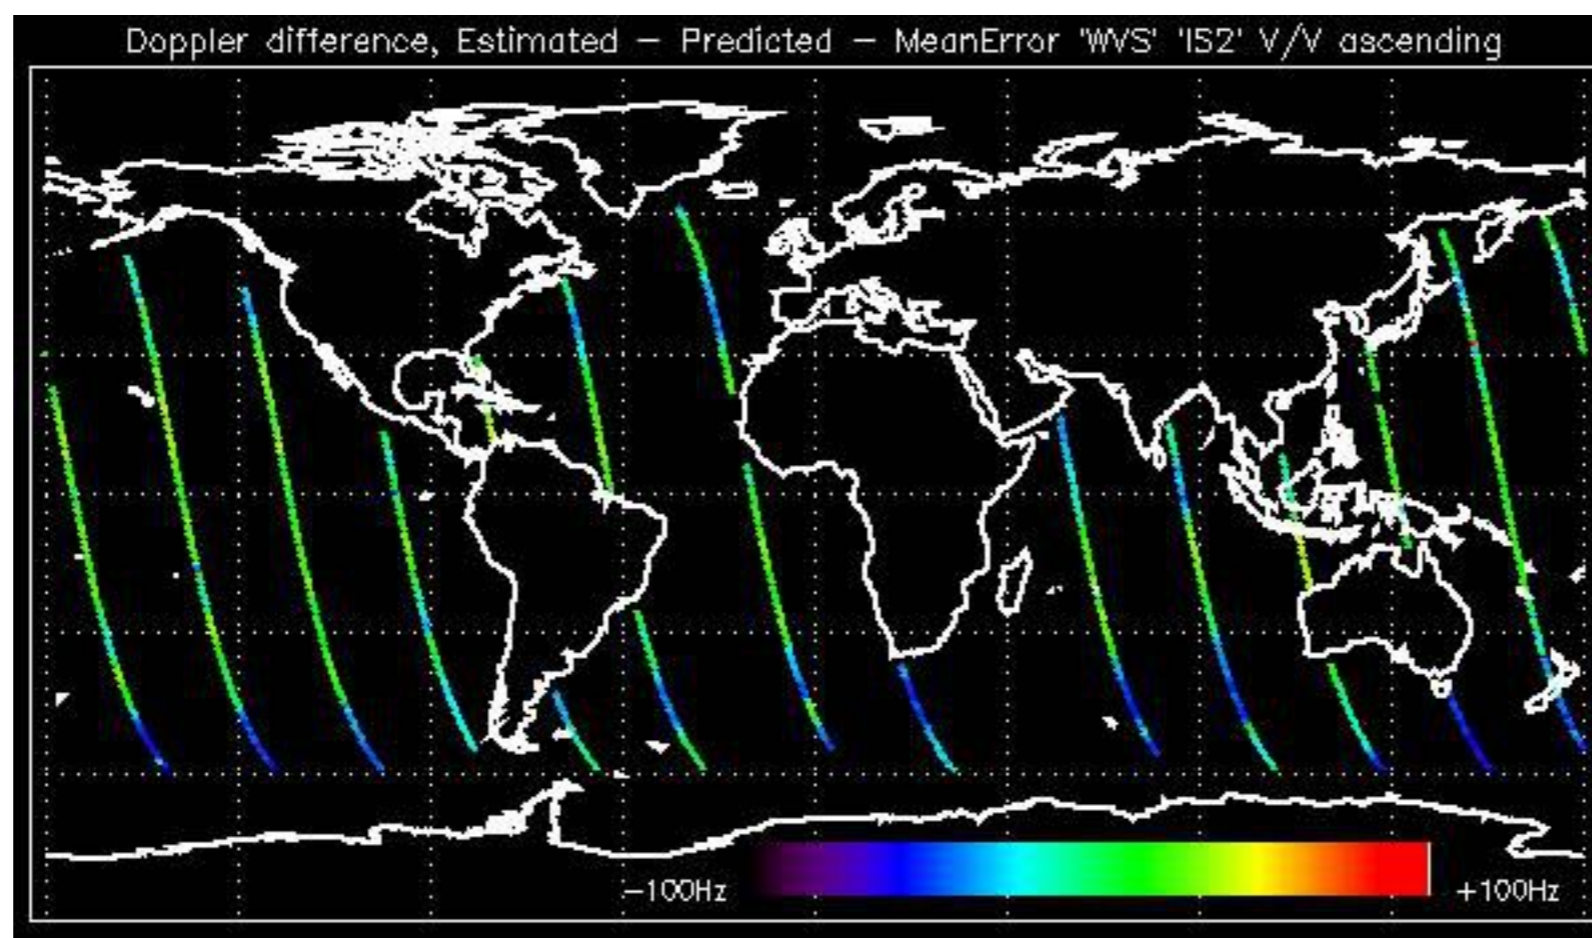 Doppler difference, Estimated – Predicted – MeanError 'WVS' 'IS2' V/V ascending
-100Hz +100Hz